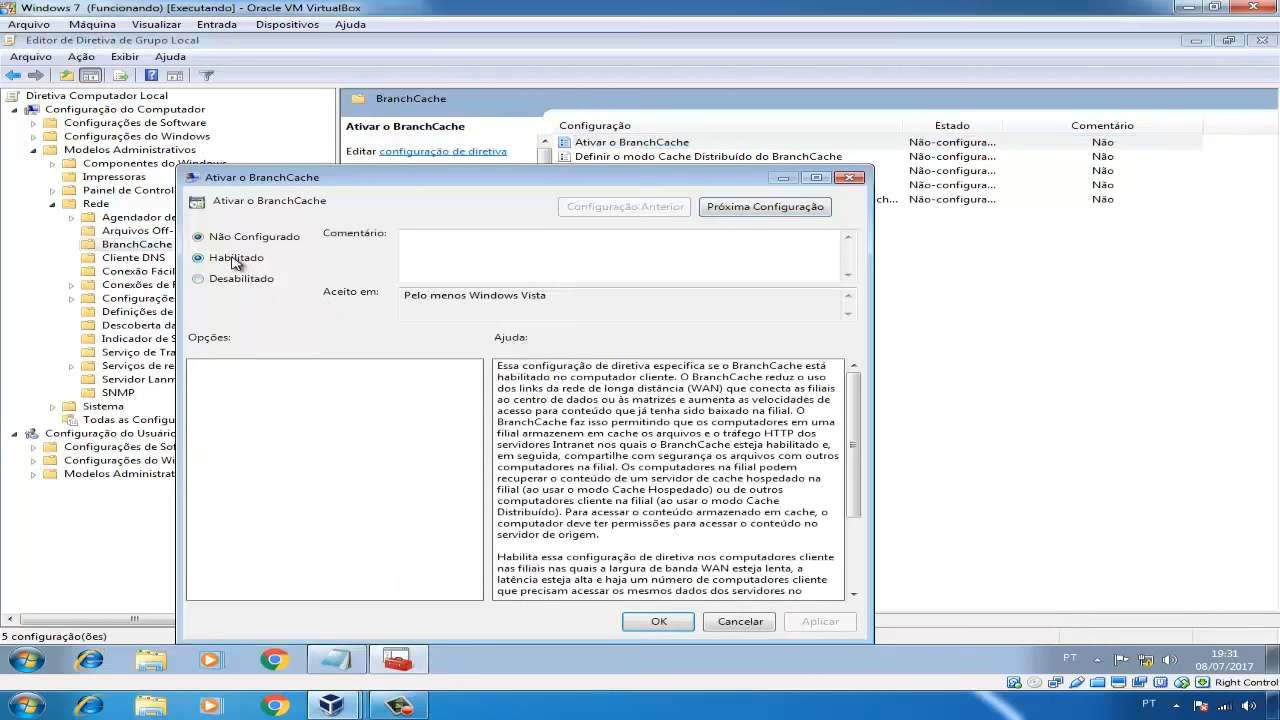 Windows 7 (Funcionando) [Executando] - Oracle VM VirtualBox
Arquivo Máquina Visualizar Entrada Dispositivos Ajuda
Editor de Diretiva de Grupo Local
Arquivo Ação Exibir Ajuda
Diretiva Computador Local
Configuração do Computador
Configurações de Software
Configurações do Windows
Modelos Administrativos
Componentes do Windows
Impressoras
Painel de Control
Rede
Agendador de
Arquivos Off-
BranchCache
Cliente DNS
Conexão Fácil
Conexões de
Configuraçõe
Definições de
Descoberta da
Indicador de S
Serviço de Tra
Serviços de re
Servidor Lanm
SNMP
Sistema
Todas as Configu
Configuração do Usuário
Configurações de Sof
Configurações do Wi
Modelos Administrat
5 configuração(ões)
BranchCache
Ativar o BranchCache
Editar configuração de diretiva
Configuração Estado Comentário
Ativar o BranchCache Não-configura... Não
Definir o modo Cache Distribuído do BranchCache Não-configura... Não
Não-configura... Não
Não-configura... Não
ch... Não-configura... Não
Ativar o BranchCache
Ativar o BranchCache
Configuração Anterior Próxima Configuração
Não Configurado
Habilitado
Desabilitado
Comentário:
Aceito em:
Pelo menos Windows Vista
Opções:
Ajuda:
Essa configuração de diretiva especifica se o BranchCache está
habilitado no computador cliente. O BranchCache reduz o uso
dos links da rede de longa distância (WAN) que conecta as filiais
ao centro de dados ou às matrizes e aumenta as velocidades de
acesso para conteúdo que já tenha sido baixado na filial. O
BranchCache faz isso permitindo que os computadores em uma
filial armazenem em cache os arquivos e o tráfego HTTP dos
servidores Intranet nos quais o BranchCache esteja habilitado e,
em seguida, compartilhe com segurança os arquivos com outros
computadores na filial. Os computadores na filial podem
recuperar o conteúdo de um servidor de cache hospedado na
filial (ao usar o modo Cache Hospedado) ou de outros
computadores cliente na filial (ao usar o modo Cache
Distribuído). Para acessar o conteúdo armazenado em cache, o
computador deve ter permissões para acessar o conteúdo no
servidor de origem.
Habilita essa configuração de diretiva nos computadores cliente
nas filiais nas quais a largura de banda WAN esteja lenta, a
latência esteja alta e haja um número de computadores cliente
que precisam acessar os mesmos dados dos servidores no
OK Cancelar Aplicar
PT
19:31
08/07/2017
Right Control
PT